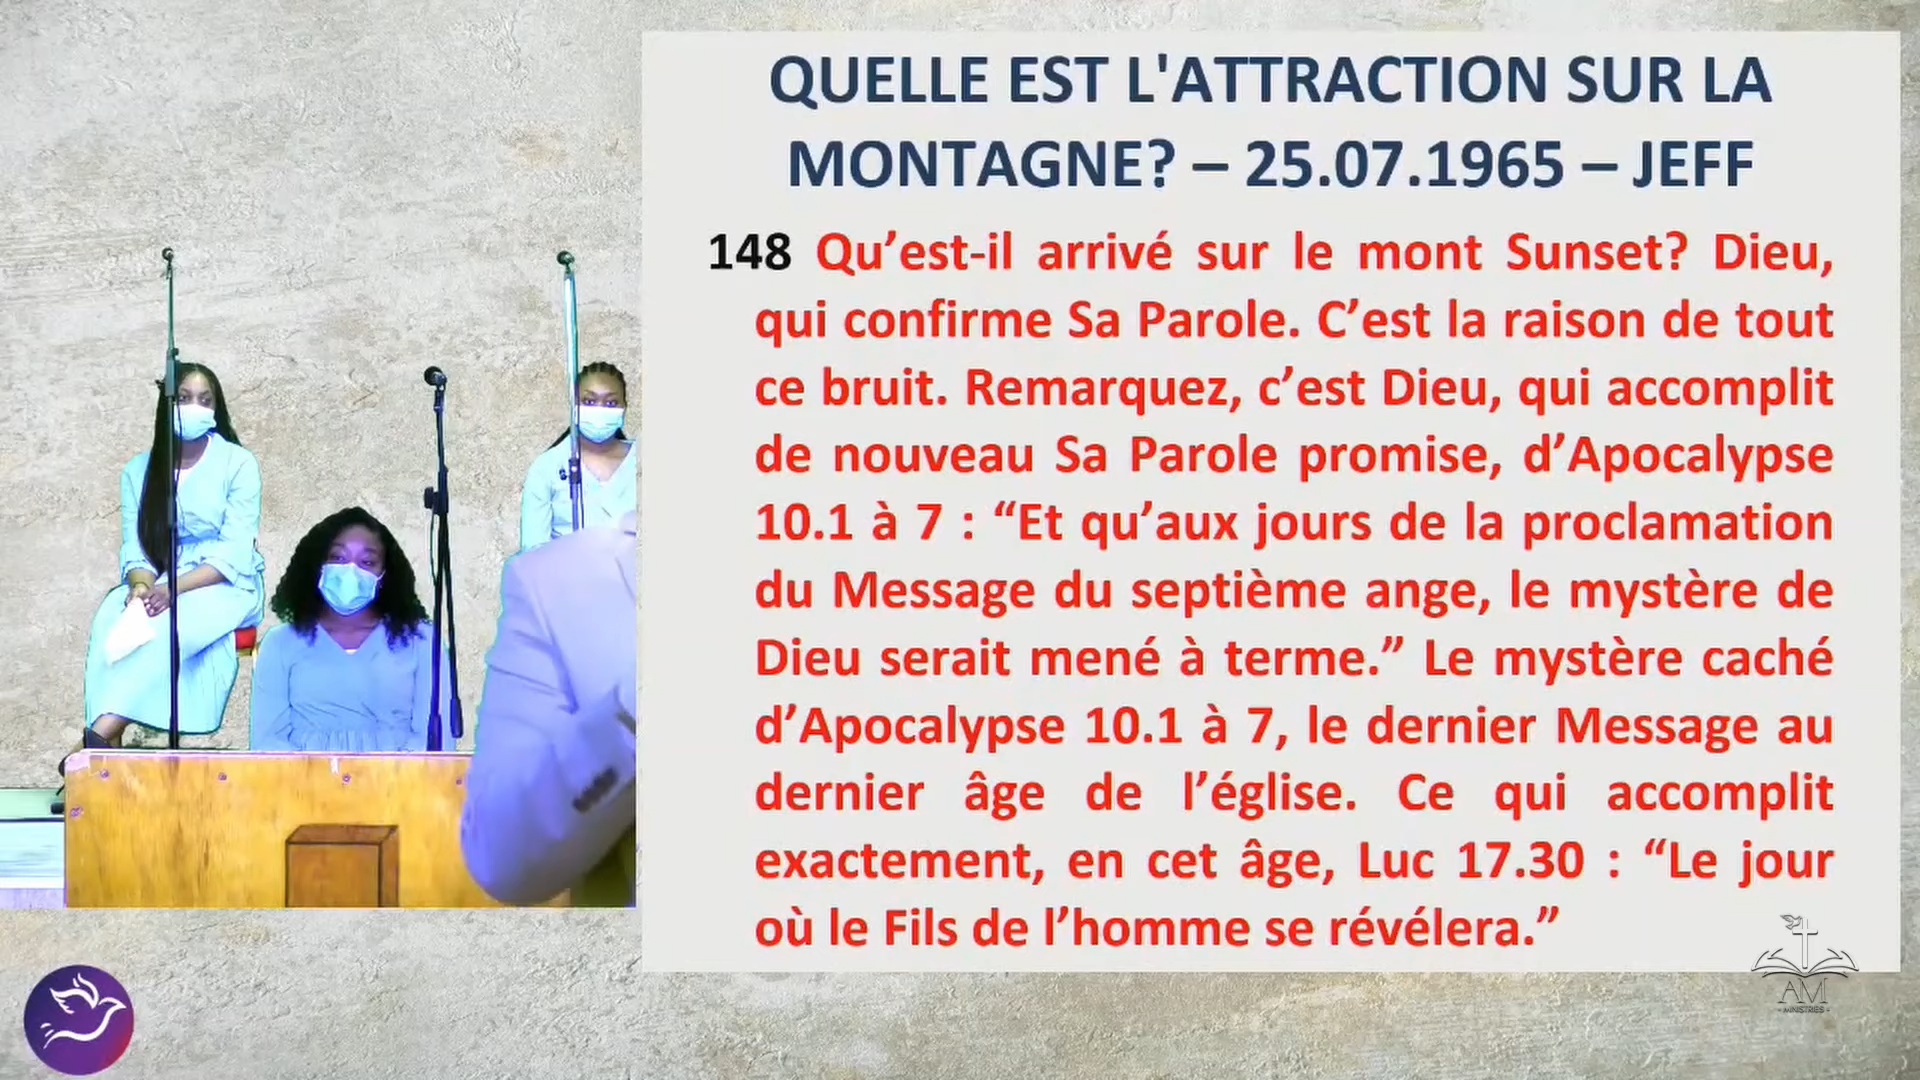 QUELLE EST L'ATTRACTION SUR LA
MONTAGNE? – 25.07.1965 – JEFF
148 Qu’est-il arrivé sur le mont Sunset? Dieu,
qui confirme Sa Parole. C’est la raison de tout
ce bruit. Remarquez, c’est Dieu, qui accomplit
de nouveau Sa Parole promise, d’Apocalypse
10.1 à 7 : “Et qu’aux jours de la proclamation
du Message du septième ange, le mystère de
Dieu serait mené à terme.” Le mystère caché
d’Apocalypse 10.1 à 7, le dernier Message au
dernier âge de l’église. Ce qui accomplit
exactement, en cet âge, Luc 17.30 : “Le jour
où le Fils de l’homme se révélera.”
AM
- MINISTRIES -